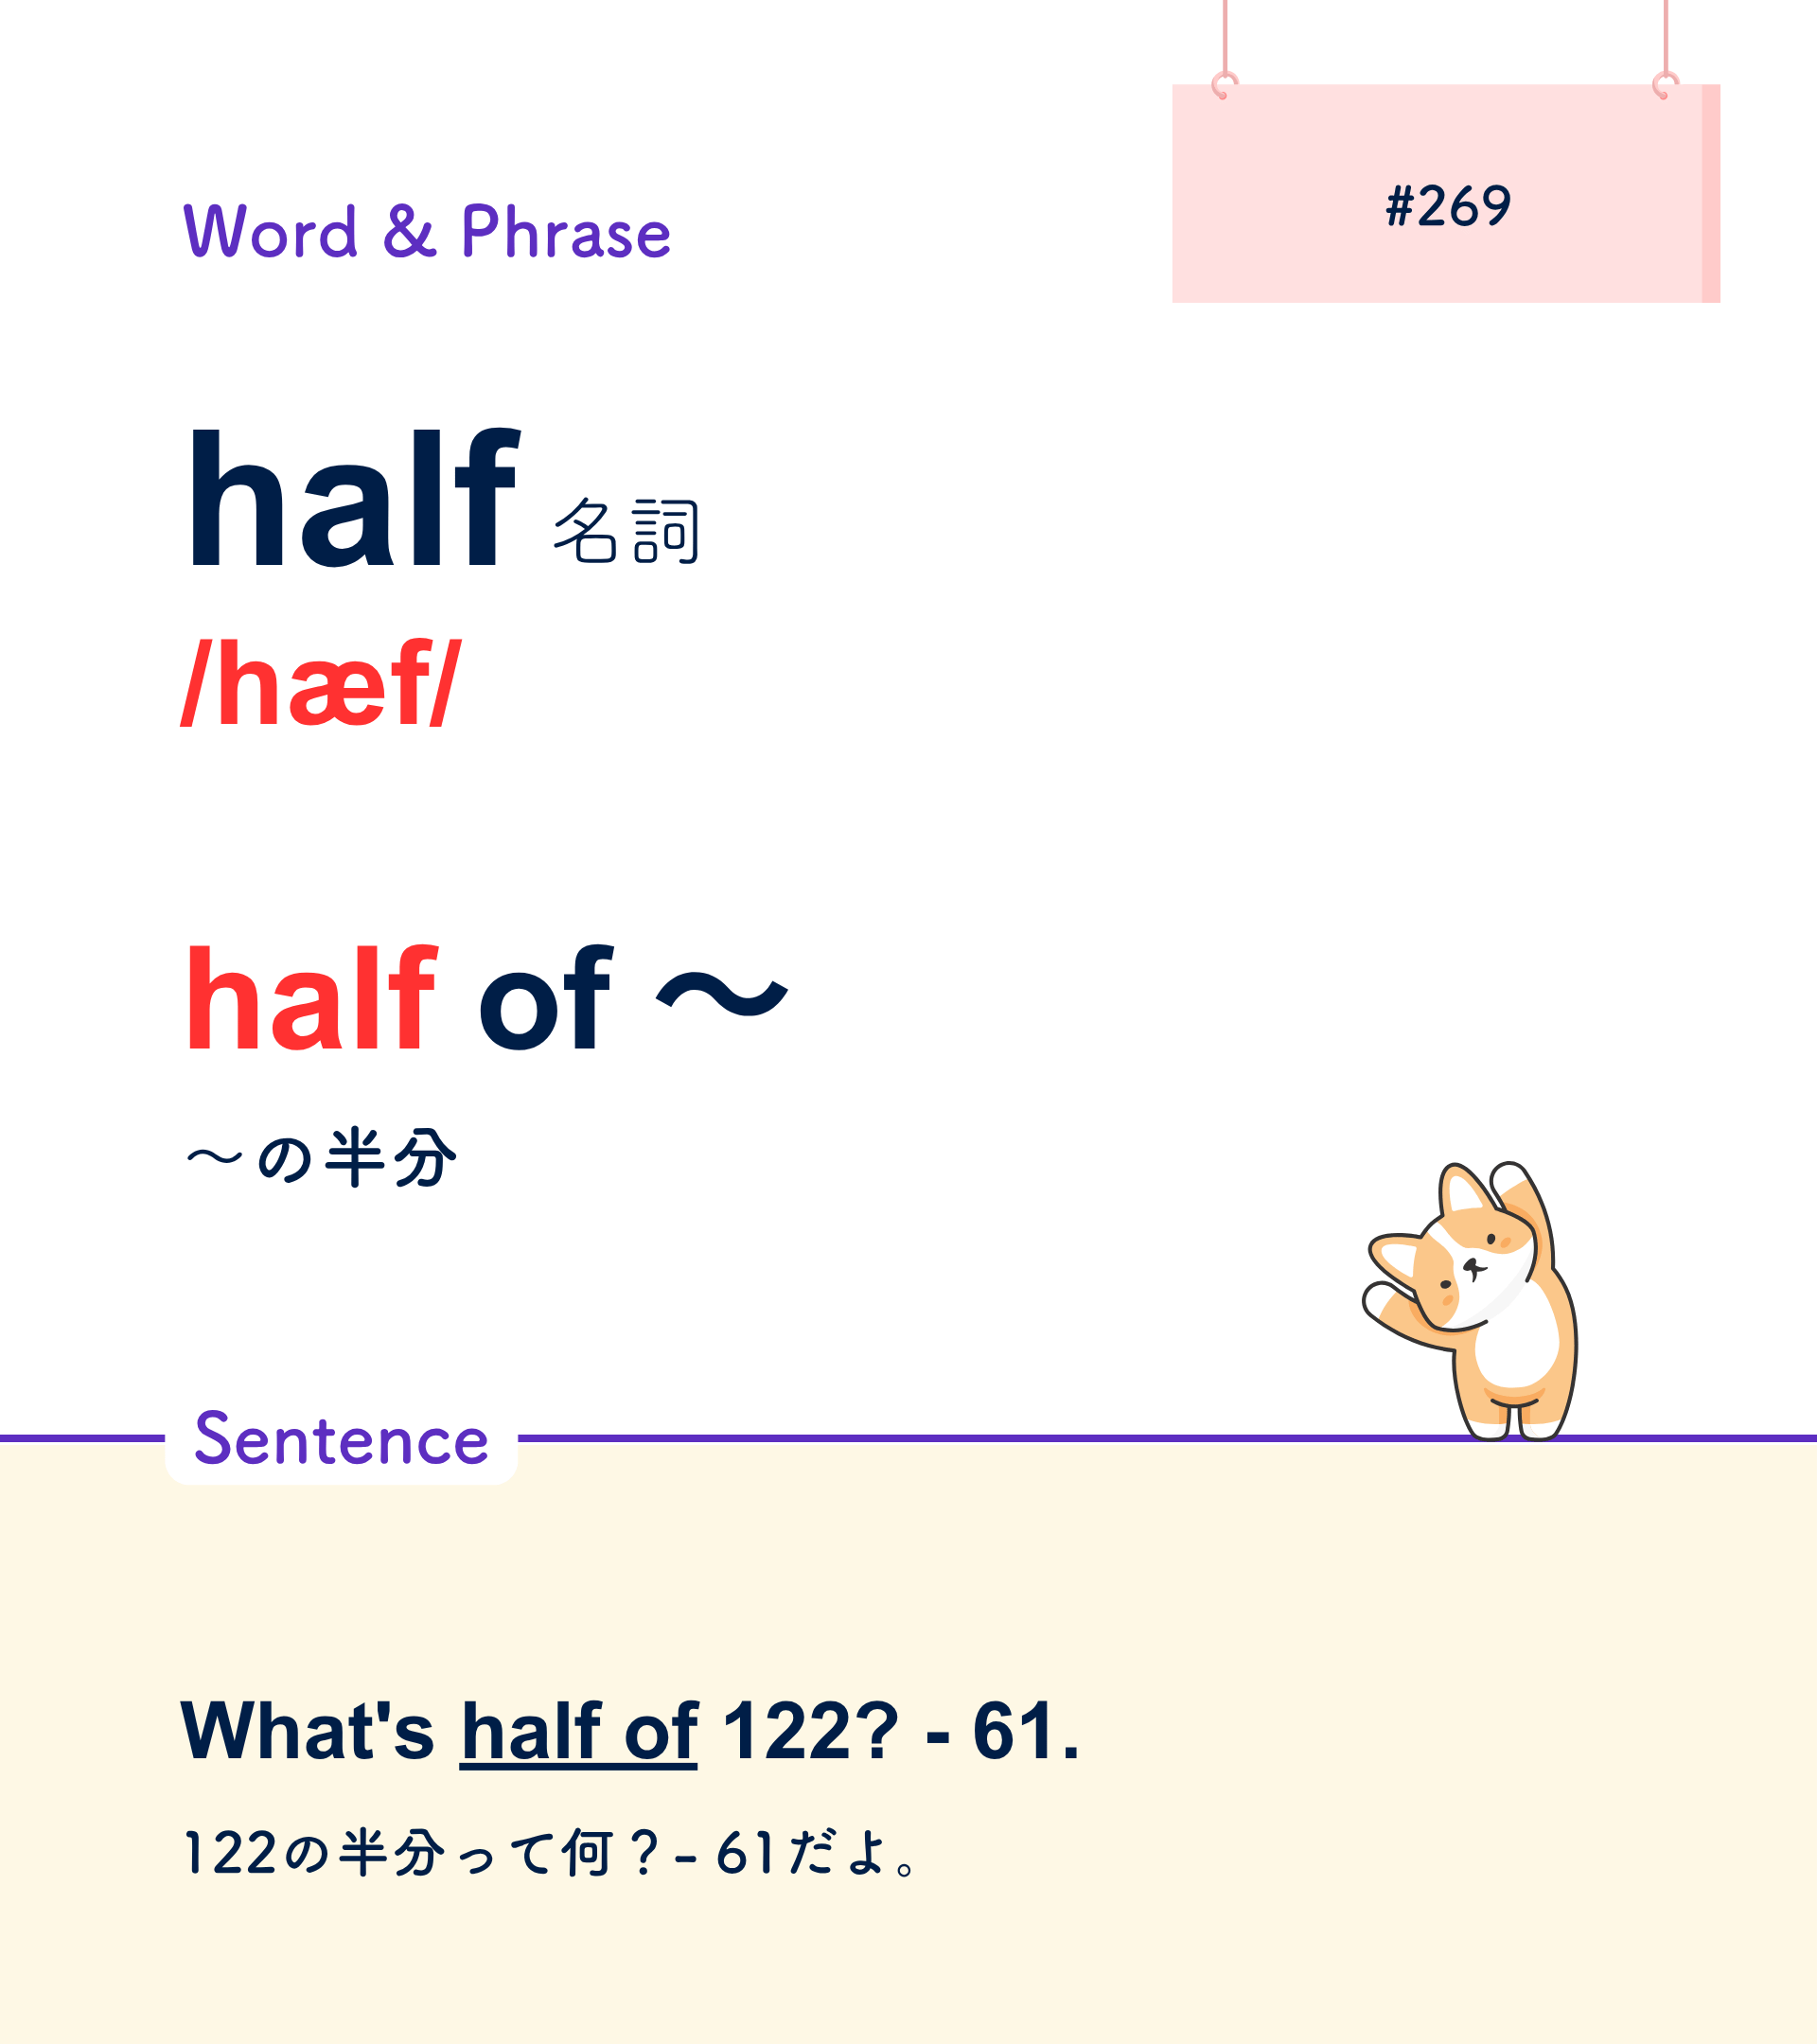 #269
Word & Phrase
half 名詞
/hæf/
half of 〜
〜の半分
Sentence
What's half of 122? - 61.
122の半分って何？- 61だよ。